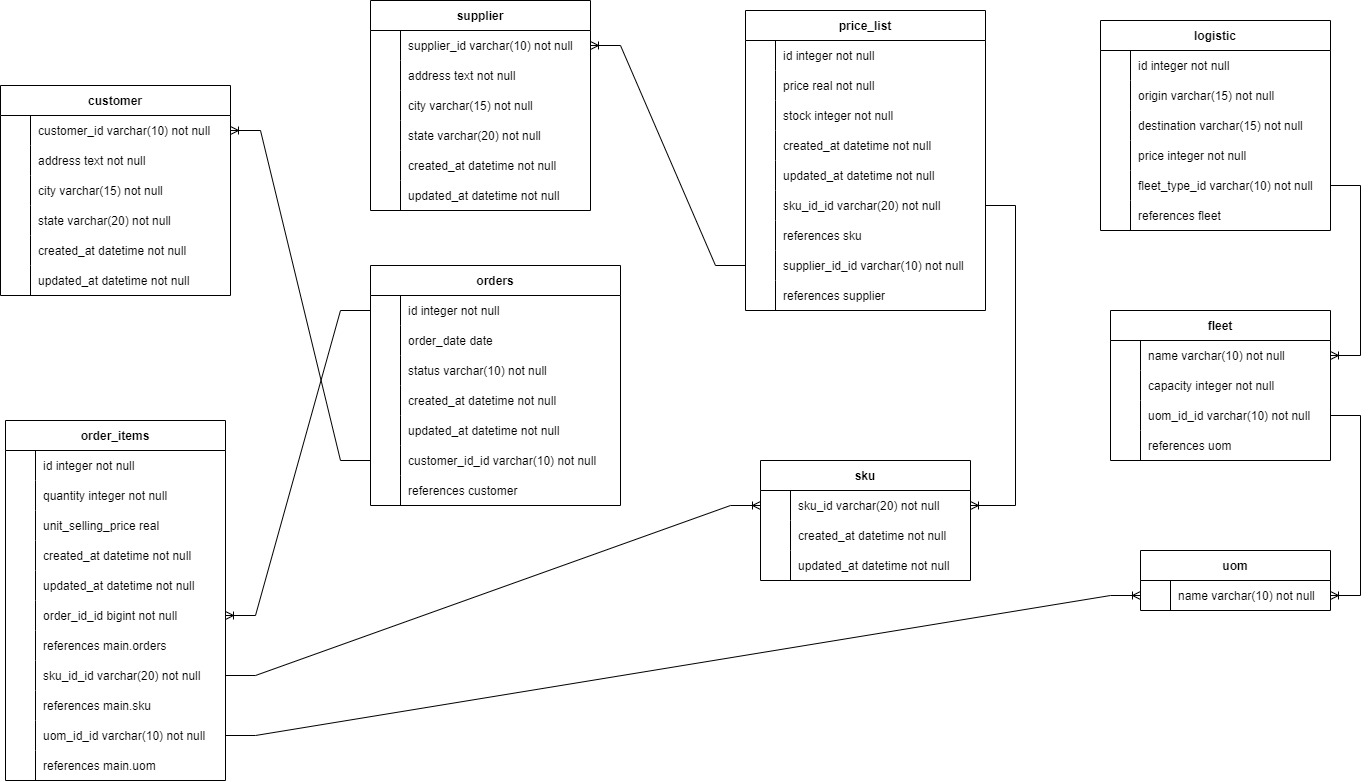 supplier
supplier_id varchar(10) not null
address text not null
city varchar(15) not null
state varchar(20) not null
created_at datetime not null
updated_at datetime not null
price_list
id integer not null
price real not null
stock integer not null
created_at datetime not null
updated_at datetime not null
sku_id_id varchar(20) not null
references sku
supplier_id_id varchar(10) not null
references supplier
logistic
id integer not null
origin varchar(15) not null
destination varchar(15) not null
price integer not null
fleet_type_id varchar(10) not null
references fleet
customer
customer_id varchar(10) not null
address text not null
city varchar(15) not null
state varchar(20) not null
created_at datetime not null
updated_at datetime not null
orders
id integer not null
order_date date
status varchar(10) not null
created_at datetime not null
updated_at datetime not null
customer_id_id varchar(10) not null
references customer
fleet
name varchar(10) not null
capacity integer not null
uom_id_id varchar(10) not null
references uom
order_items
id integer not null
quantity integer not null
unit_selling_price real
created_at datetime not null
updated_at datetime not null
order_id_id bigint not null
references main.orders
sku_id_id varchar(20) not null
references main.sku
uom_id_id varchar(10) not null
references main.uom
sku
sku_id varchar(20) not null
created_at datetime not null
updated_at datetime not null
uom
name varchar(10) not null